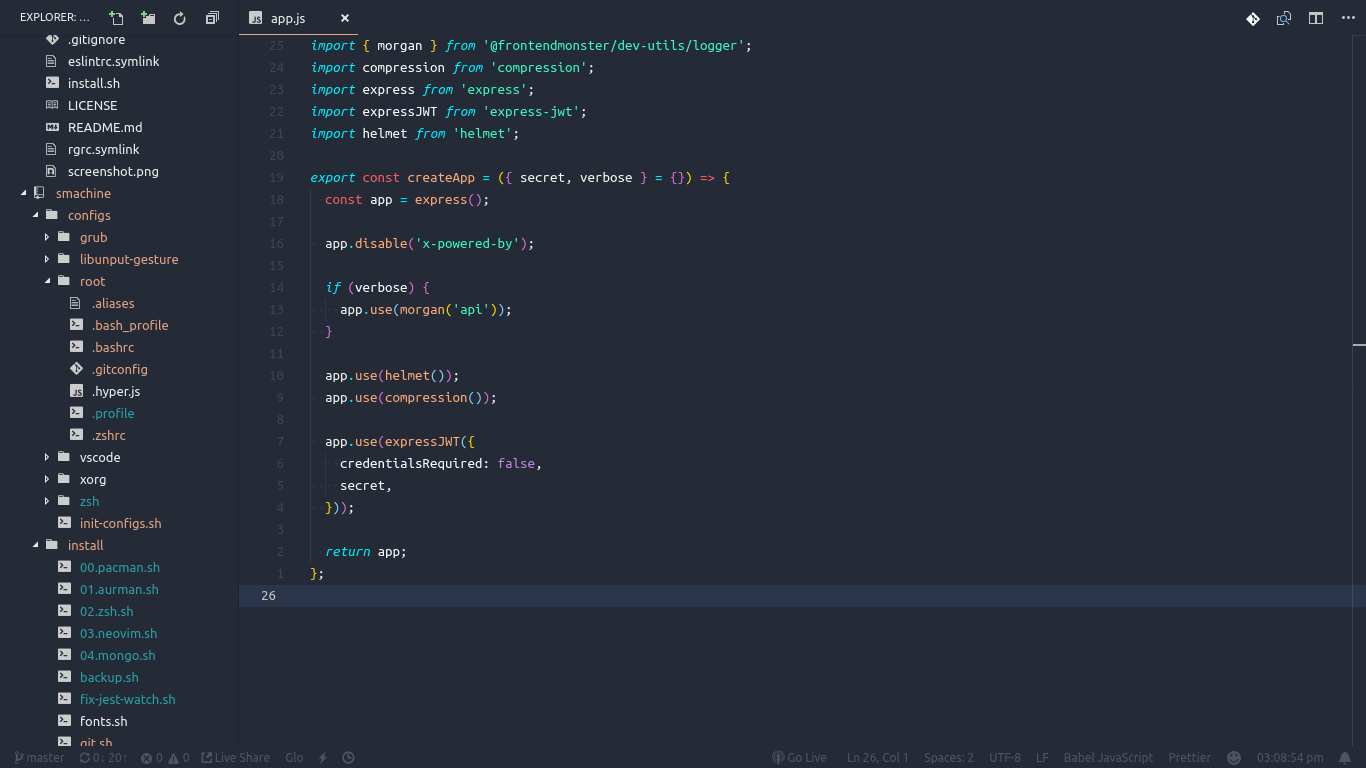 EXPLORER: ...
.gitignore
eslintrc.symlink
install.sh
LICENSE
README.md
rgrc.symlink
screenshot.png
smachine
configs
grub
libunput-gesture
root
.aliases
.bash_profile
.bashrc
.gitconfig
.hyper.js
.profile
.zshrc
vscode
xorg
zsh
init-configs.sh
install
00.pacman.sh
01.aurman.sh
02.zsh.sh
03.neovim.sh
04.mongo.sh
backup.sh
fix-jest-watch.sh
fonts.sh
git.sh
JS app.js ×
25 import { morgan } from '@frontendmonster/dev-utils/logger';
24 import compression from 'compression';
23 import express from 'express';
22 import expressJWT from 'express-jwt';
21 import helmet from 'helmet';
20
19 export const createApp = ({ secret, verbose } = {}) => {
18 const app = express();
17
16 app.disable('x-powered-by');
15
14 if (verbose) {
13 app.use(morgan('api'));
12 }
11
10 app.use(helmet());
9 app.use(compression());
8
7 app.use(expressJWT({
6 credentialsRequired: false,
5 secret,
4 }));
3
2 return app;
1 };
26
master 0↓ 20↑ 0 0 Live Share Glo Go Live Ln 26, Col 1 Spaces: 2 UTF-8 LF Babel JavaScript Prettier 03:08:54 pm